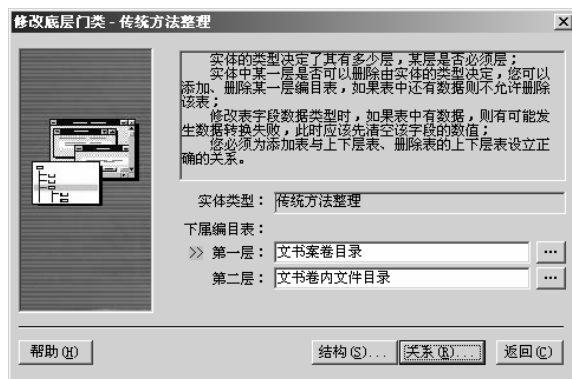 修改底层门类 - 传统方法整理
实体的类型决定了其有多少层，某层是否必须层；
实体中某一层是否可以删除由实体的类型决定，您可以
添加、删除某一层编目表，如果表中还有数据则不允许删除
该表；
修改表字段数据类型时，如果表中有数据，则有可能发
生数据转换失败，此时应该先清空该字段的数值；
您必须为添加表与上下层表、删除表的上下层表设立正
确的关系。
实体类型： 传统方法整理
下属编目表：
>> 第一层： 文书案卷目录 ...
第二层： 文书卷内文件目录 ...
帮助(H) 结构(S)... 关系(R)... 返回(C)